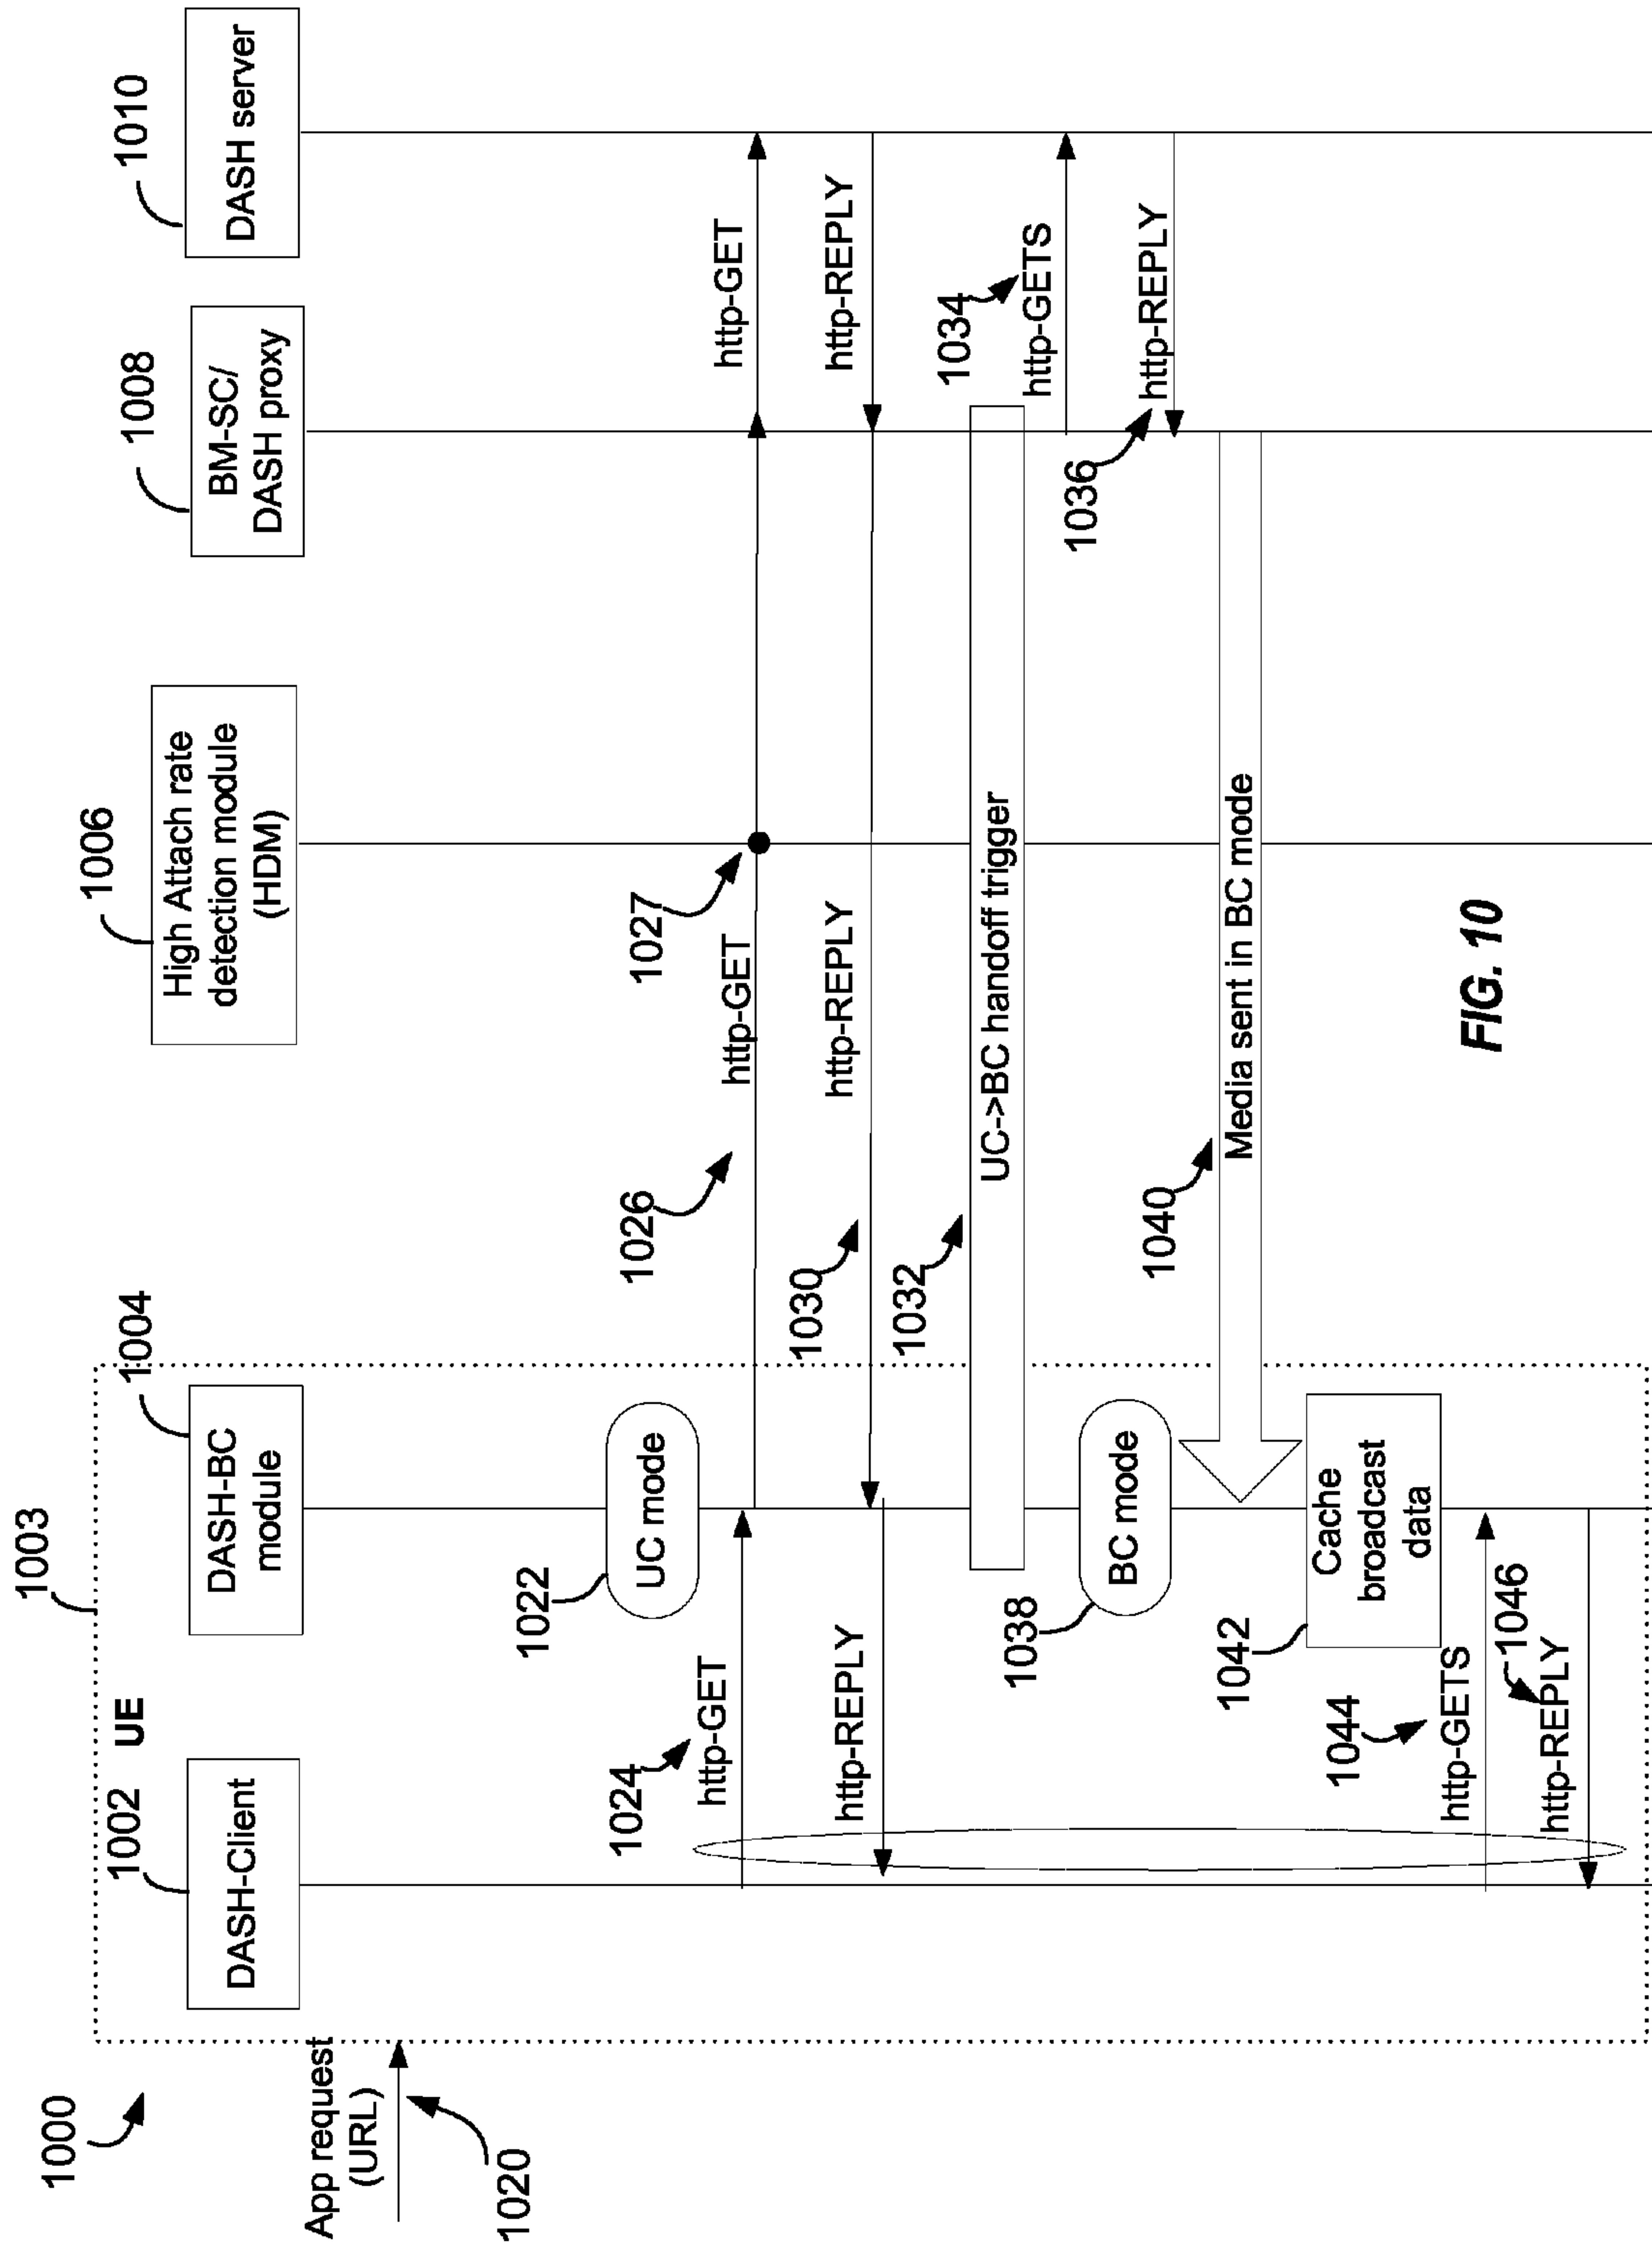 1000
1003
UE
1002
DASH-Client
1004
DASH-BC
module
1006
High Attach rate
detection module
(HDM)
1008
BM-SC/
DASH proxy
1010
DASH server
App request
(URL)
1020
1022
UC mode
1024
http-GET
1026
http-GET
1027
http-GET
http-REPLY
1030
http-REPLY
http-REPLY
1032
UC->BC handoff trigger
1034
http-GETS
1036
http-REPLY
1038
BC mode
1040
Media sent in BC mode
1042
Cache
broadcast
data
1044
http-GETS
1046
http-REPLY
FIG. 10